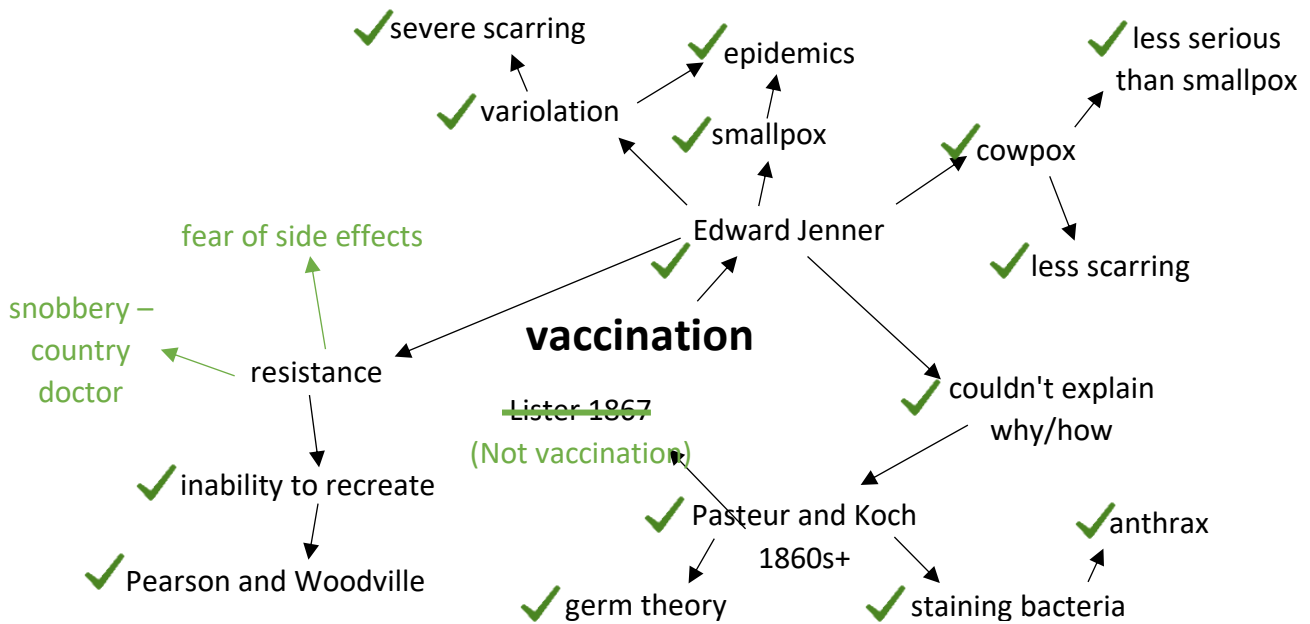 severe scarring
epidemics
less serious
than smallpox
variolation
smallpox
cowpox
Edward Jenner
fear of side effects
less scarring
snobbery –
country
doctor
vaccination
resistance
couldn't explain
why/how
Lister 1867
(Not vaccination)
inability to recreate
Pasteur and Koch
1860s+
anthrax
Pearson and Woodville
germ theory
staining bacteria